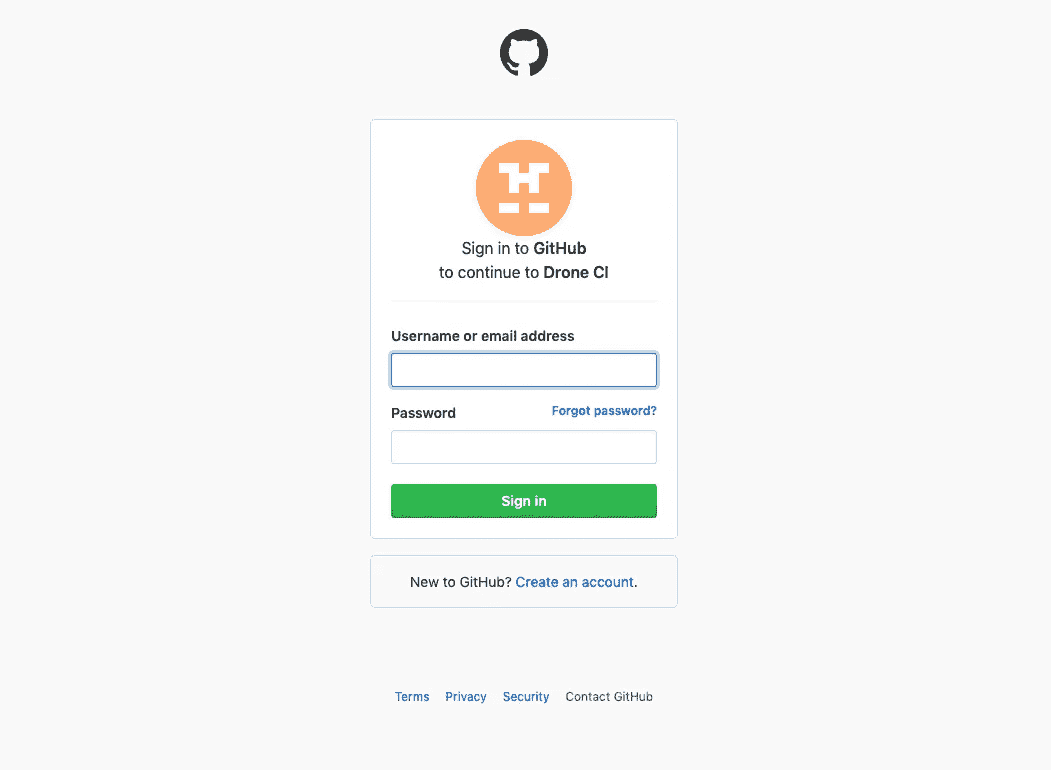 Sign in to GitHub
to continue to Drone CI
Username or email address
Password
Forgot password?
Sign in
New to GitHub? Create an account.
Terms Privacy Security Contact GitHub